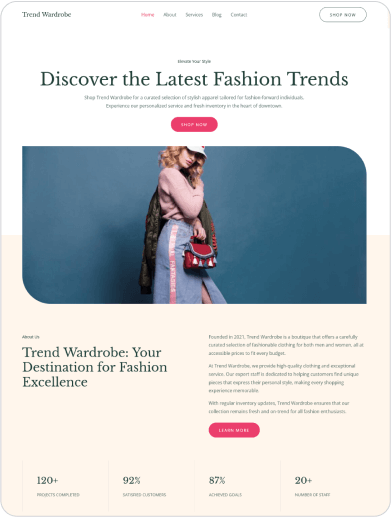 Trend Wardrobe
Home About Services Blog Contact
SHOP NOW
Elevate Your Style
Discover the Latest Fashion Trends
Shop Trend Wardrobe for a curated selection of stylish apparel tailored for fashion-forward individuals.
Experience our personalized service and fresh inventory in the heart of downtown.
SHOP NOW
About Us
Trend Wardrobe: Your
Destination for Fashion
Excellence
Founded in 2021, Trend Wardrobe is a boutique that offers a carefully
curated selection of fashionable clothing for both men and women, all at
accessible prices to fit every budget.
At Trend Wardrobe, we provide high-quality clothing and exceptional
service. Our expert staff is dedicated to helping customers find unique
pieces that express their personal style, making every shopping
experience memorable.
With regular inventory updates, Trend Wardrobe ensures that our
collection remains fresh and on-trend for all fashion enthusiasts.
LEARN MORE
120+
PROJECTS COMPLETED
92%
SATISFIED CUSTOMERS
87%
ACHIEVED GOALS
20+
NUMBER OF STAFF